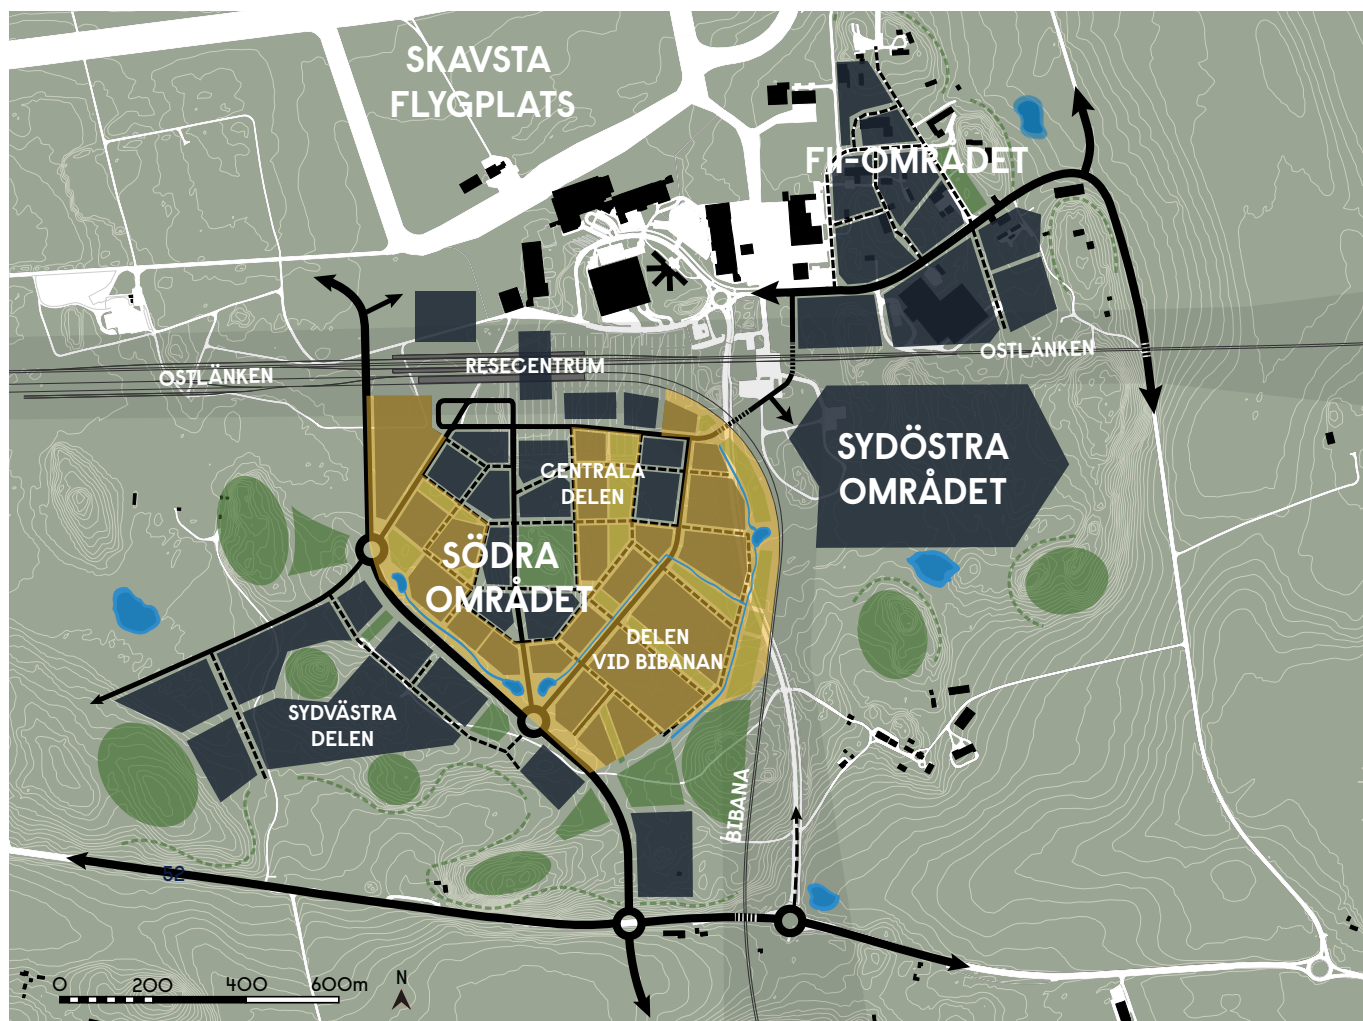 SKAVSTA
FLYGPLATS
FII-OMRÅDET
OSTLÄNKEN
RESECENTRUM
OSTLÄNKEN
SYDÖSTRA
OMRÅDET
CENTRALA
DELEN
SÖDRA
OMRÅDET
DELEN
VID BIBANAN
SYDVÄSTRA
DELEN
BIBANA
52
0 200 400 600m
N